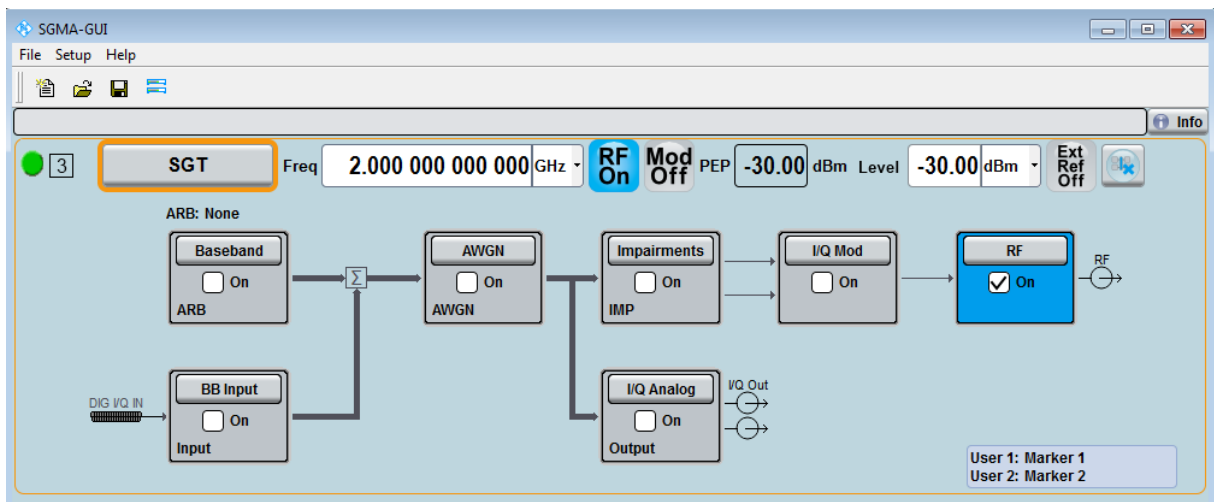 SGMA-GUI
File Setup Help
Info
3 SGT Freq 2.000 000 000 000 GHz RF On Mod Off PEP -30.00 dBm Level -30.00 dBm Ext Ref Off
ARB: None
Baseband AWGN Impairments I/Q Mod RF
On Σ On On On On RF
ARB AWGN IMP
BB Input I/Q Analog I/Q Out
DIG I/Q IN On On
Input Output
User 1: Marker 1
User 2: Marker 2